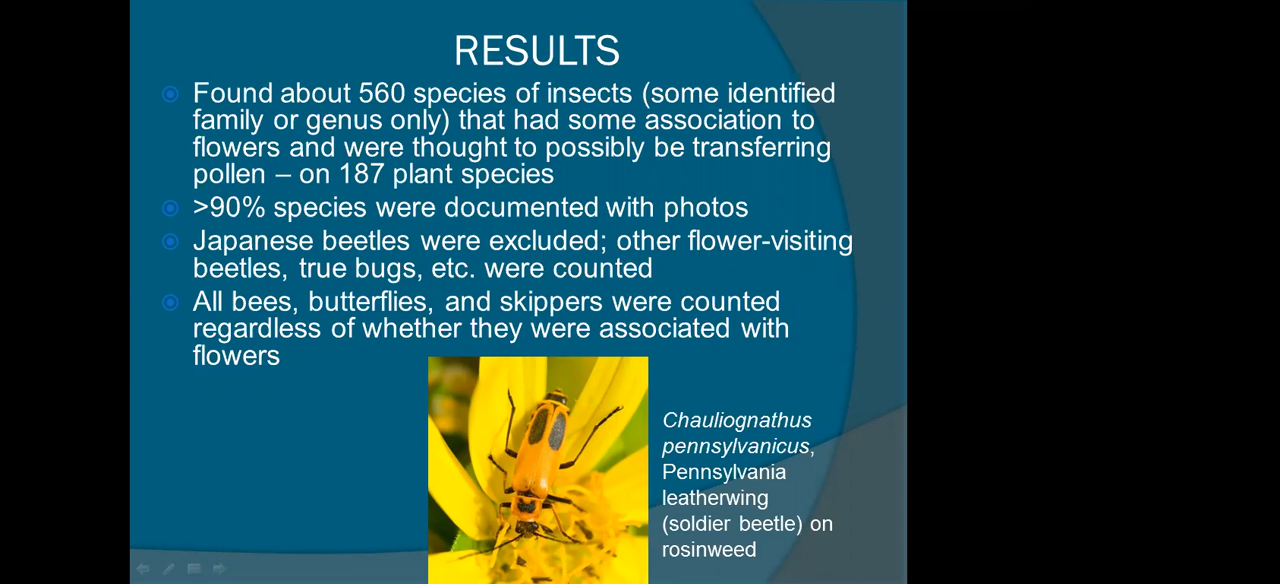 RESULTS
Found about 560 species of insects (some identified
family or genus only) that had some association to
flowers and were thought to possibly be transferring
pollen – on 187 plant species
>90% species were documented with photos
Japanese beetles were excluded; other flower-visiting
beetles, true bugs, etc. were counted
All bees, butterflies, and skippers were counted
regardless of whether they were associated with
flowers
Chauliognathus
pennsylvanicus,
Pennsylvania
leatherwing
(soldier beetle) on
rosinweed